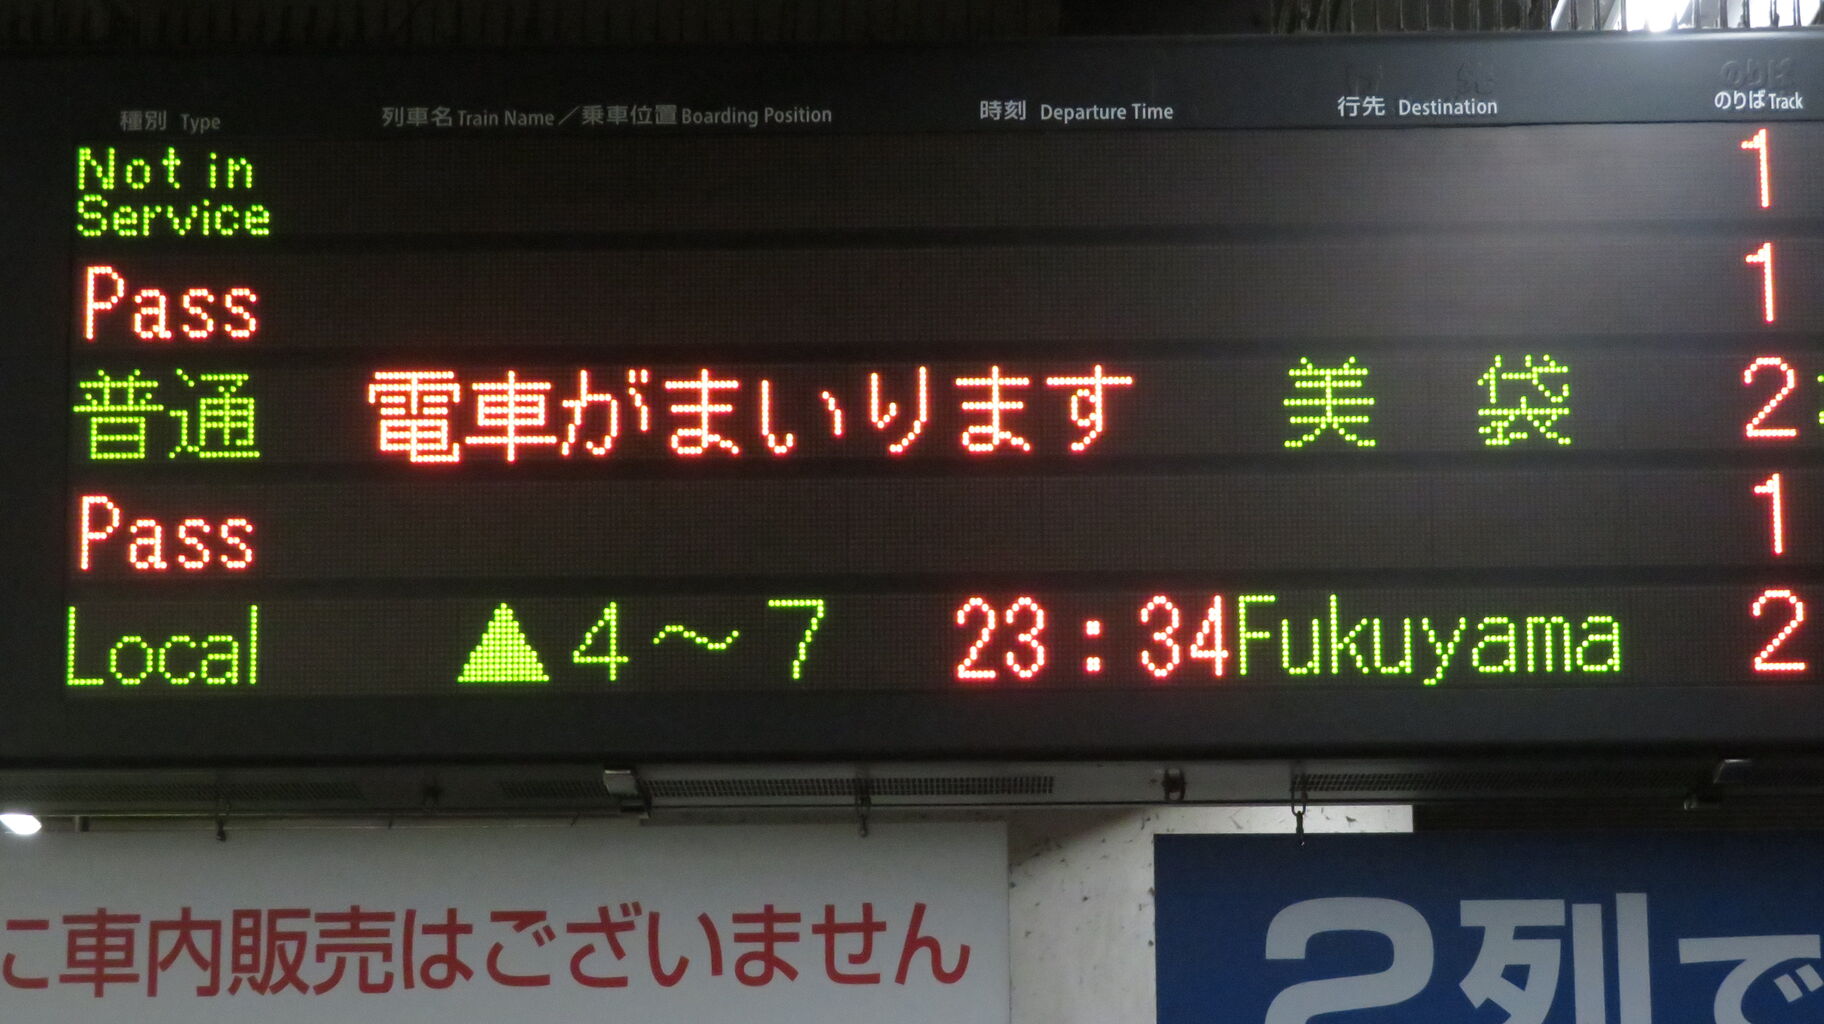 種別 Type 列車名 Train Name／乗車位置 Boarding Position 時刻 Departure Time 行先 Destination のりば Track
Not in
Service 1
Pass 1
普通 電車がまいります 美 袋 2
Pass 1
Local ▲4～7 23:34 Fukuyama 2
に車内販売はございません
2列で